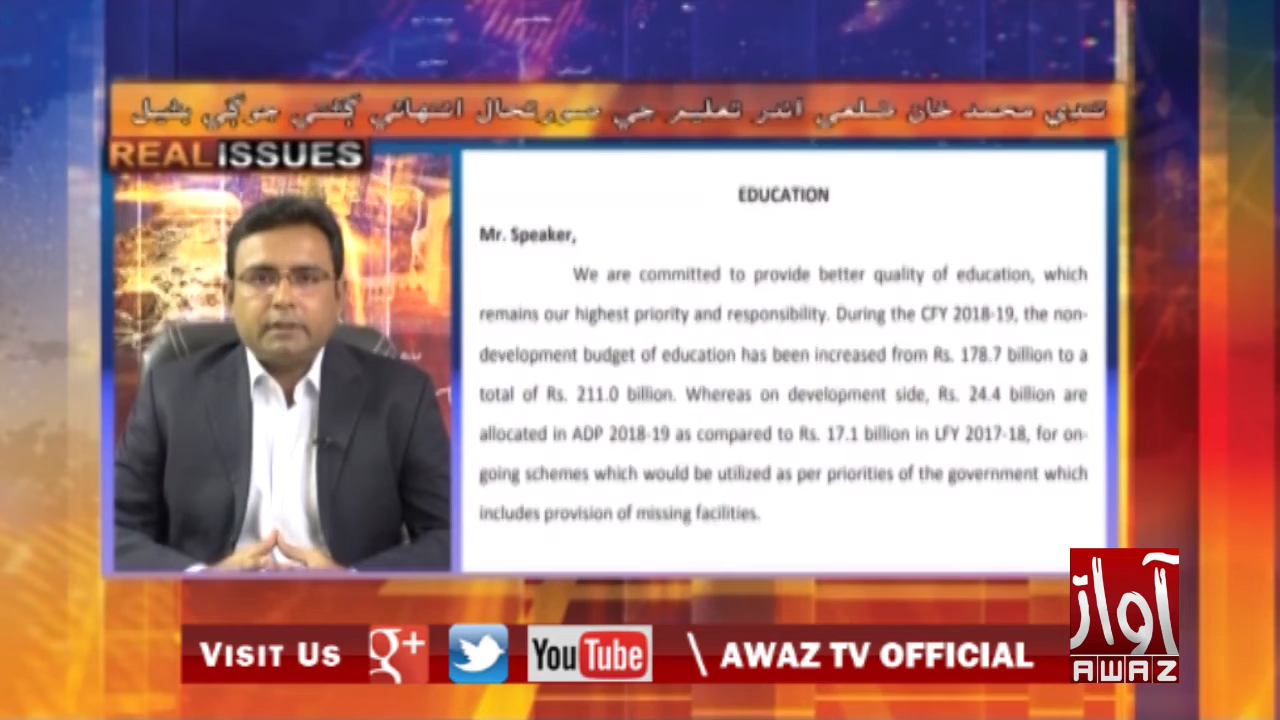 ٽنڊي محمد خان ضلعي اندر تعليم جي صورتحال انتهائي ڳڻتي جوڳي بڻيل
REAL ISSUES
EDUCATION
Mr. Speaker,
We are committed to provide better quality of education, which
remains our highest priority and responsibility. During the CFY 2018-19, the non-
development budget of education has been increased from Rs. 178.7 billion to a
total of Rs. 211.0 billion. Whereas on development side, Rs. 24.4 billion are
allocated in ADP 2018-19 as compared to Rs. 17.1 billion in LFY 2017-18, for on-
going schemes which would be utilized as per priorities of the government which
includes provision of missing facilities.
VISIT US g+ YouTube \ AWAZ TV OFFICIAL
آواز
AWAZ